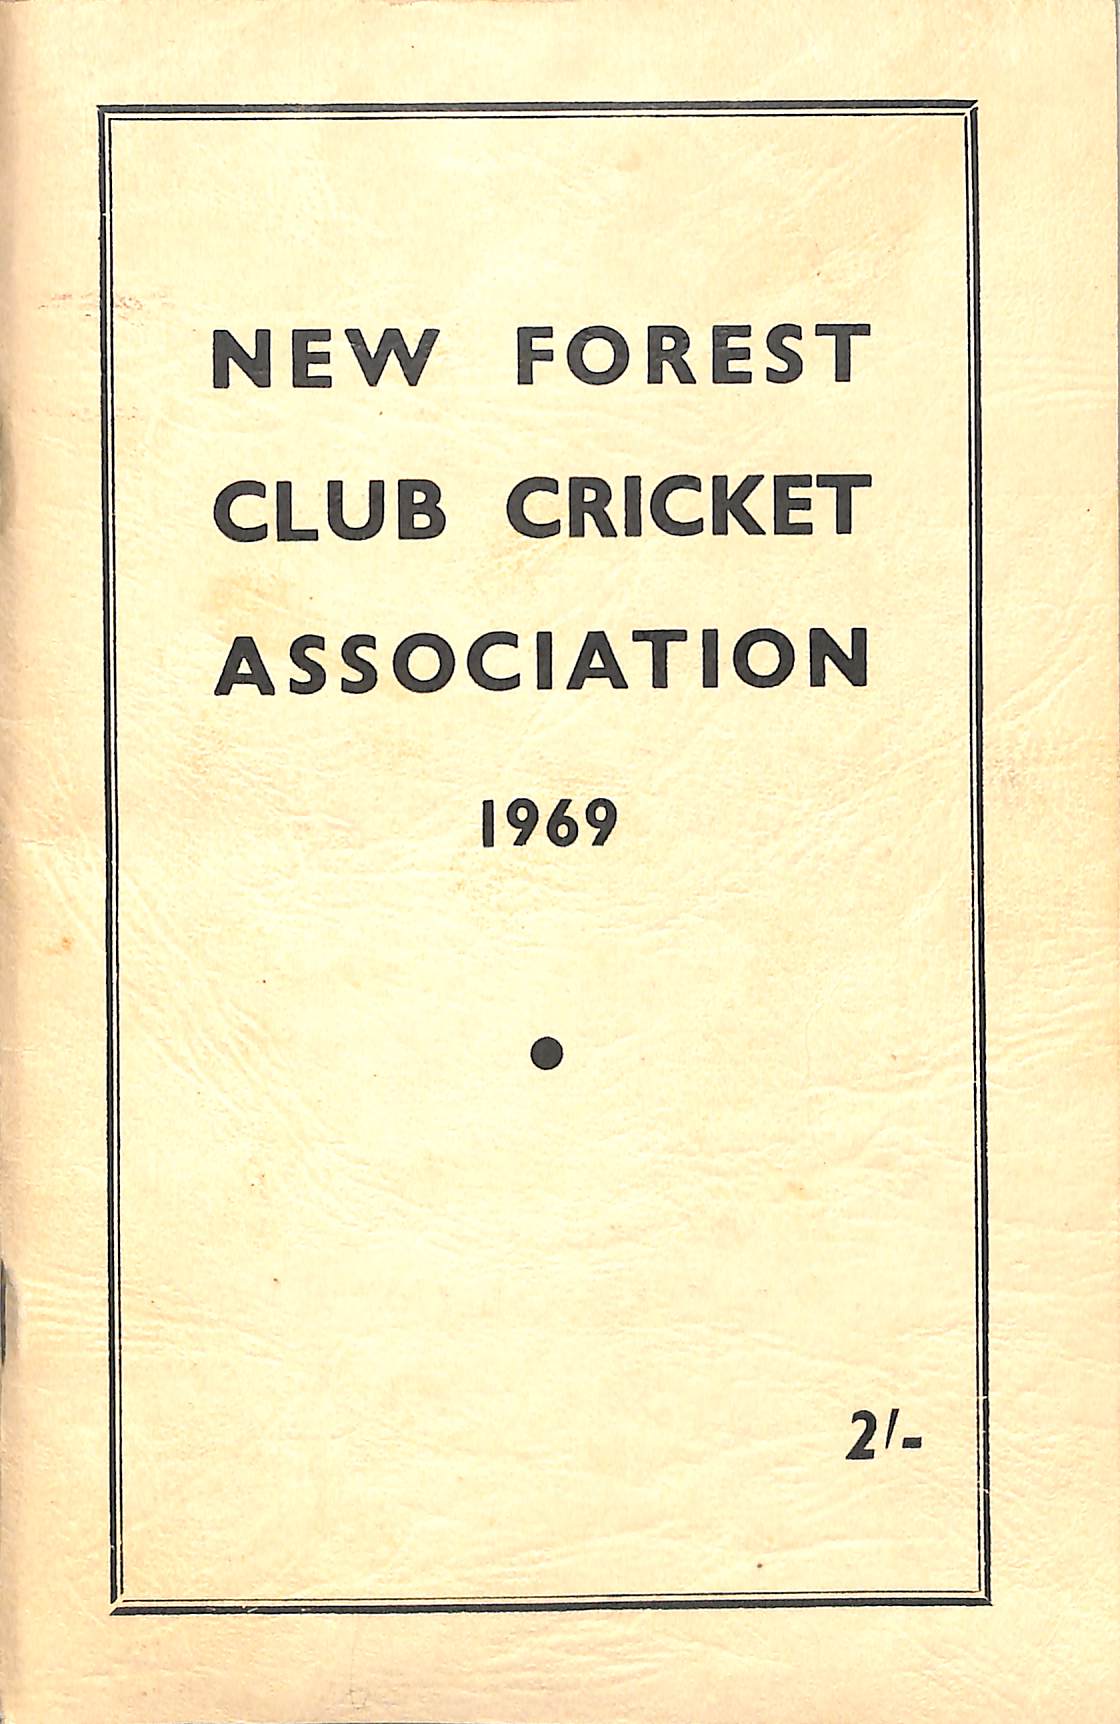 NEW FOREST
CLUB CRICKET
ASSOCIATION
1969
2/-